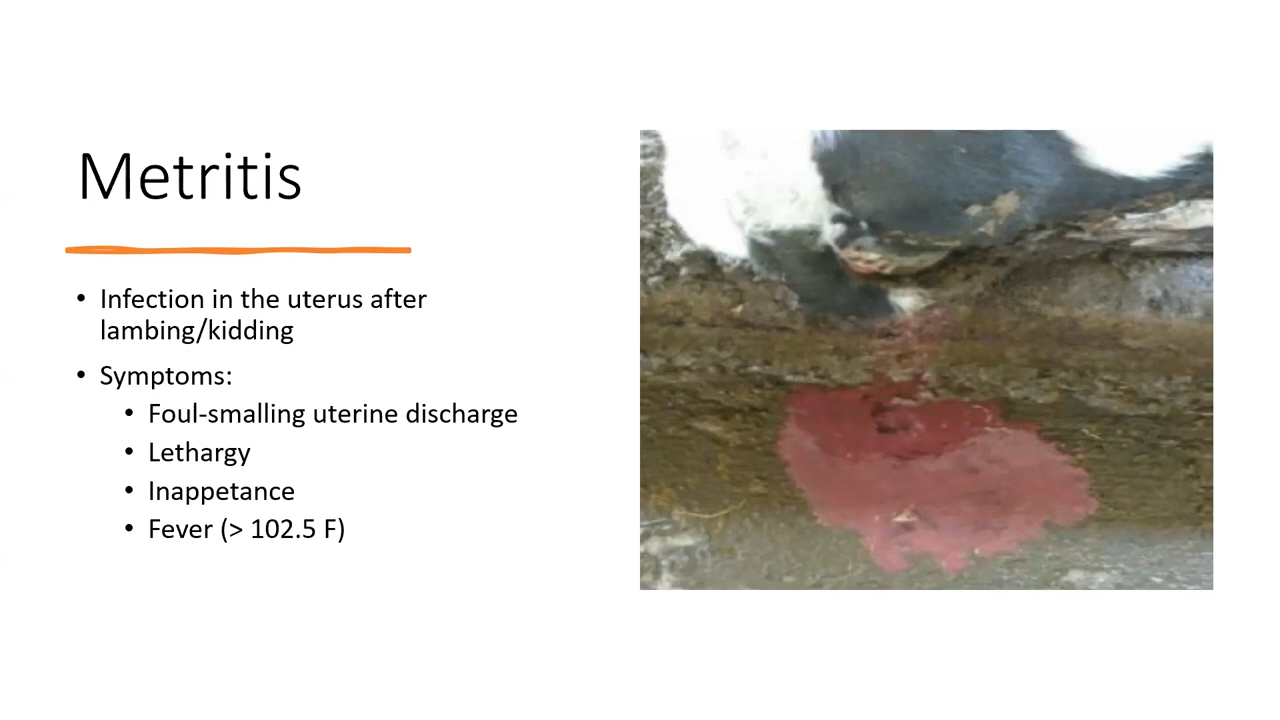 Metritis
• Infection in the uterus after
lambing/kidding
• Symptoms:
• Foul-smalling uterine discharge
• Lethargy
• Inappetance
• Fever (> 102.5 F)